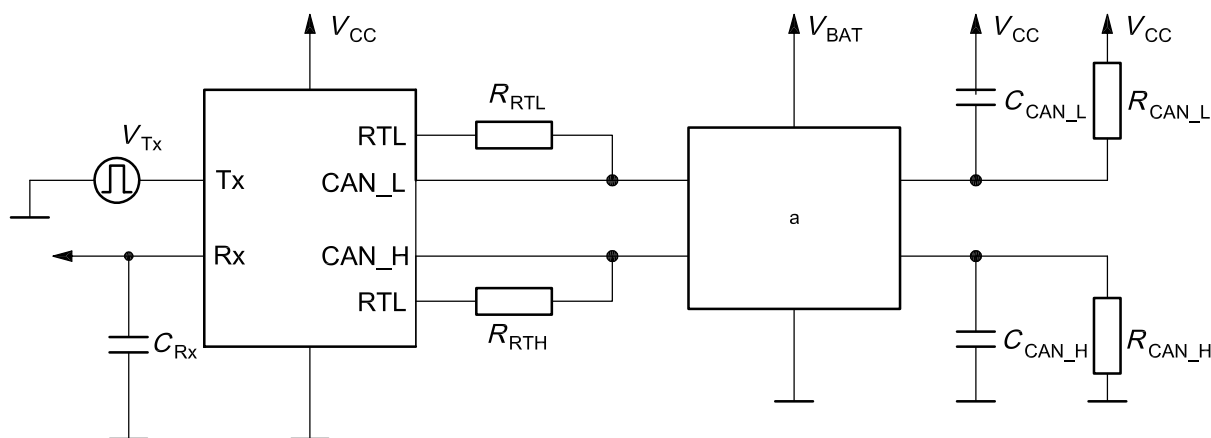 V_CC
V_BAT
V_CC
V_CC
R_RTL
C_CAN_L
R_CAN_L
V_Tx
RTL
Tx
CAN_L
a
Rx
CAN_H
RTL
R_RTH
C_Rx
C_CAN_H
R_CAN_H